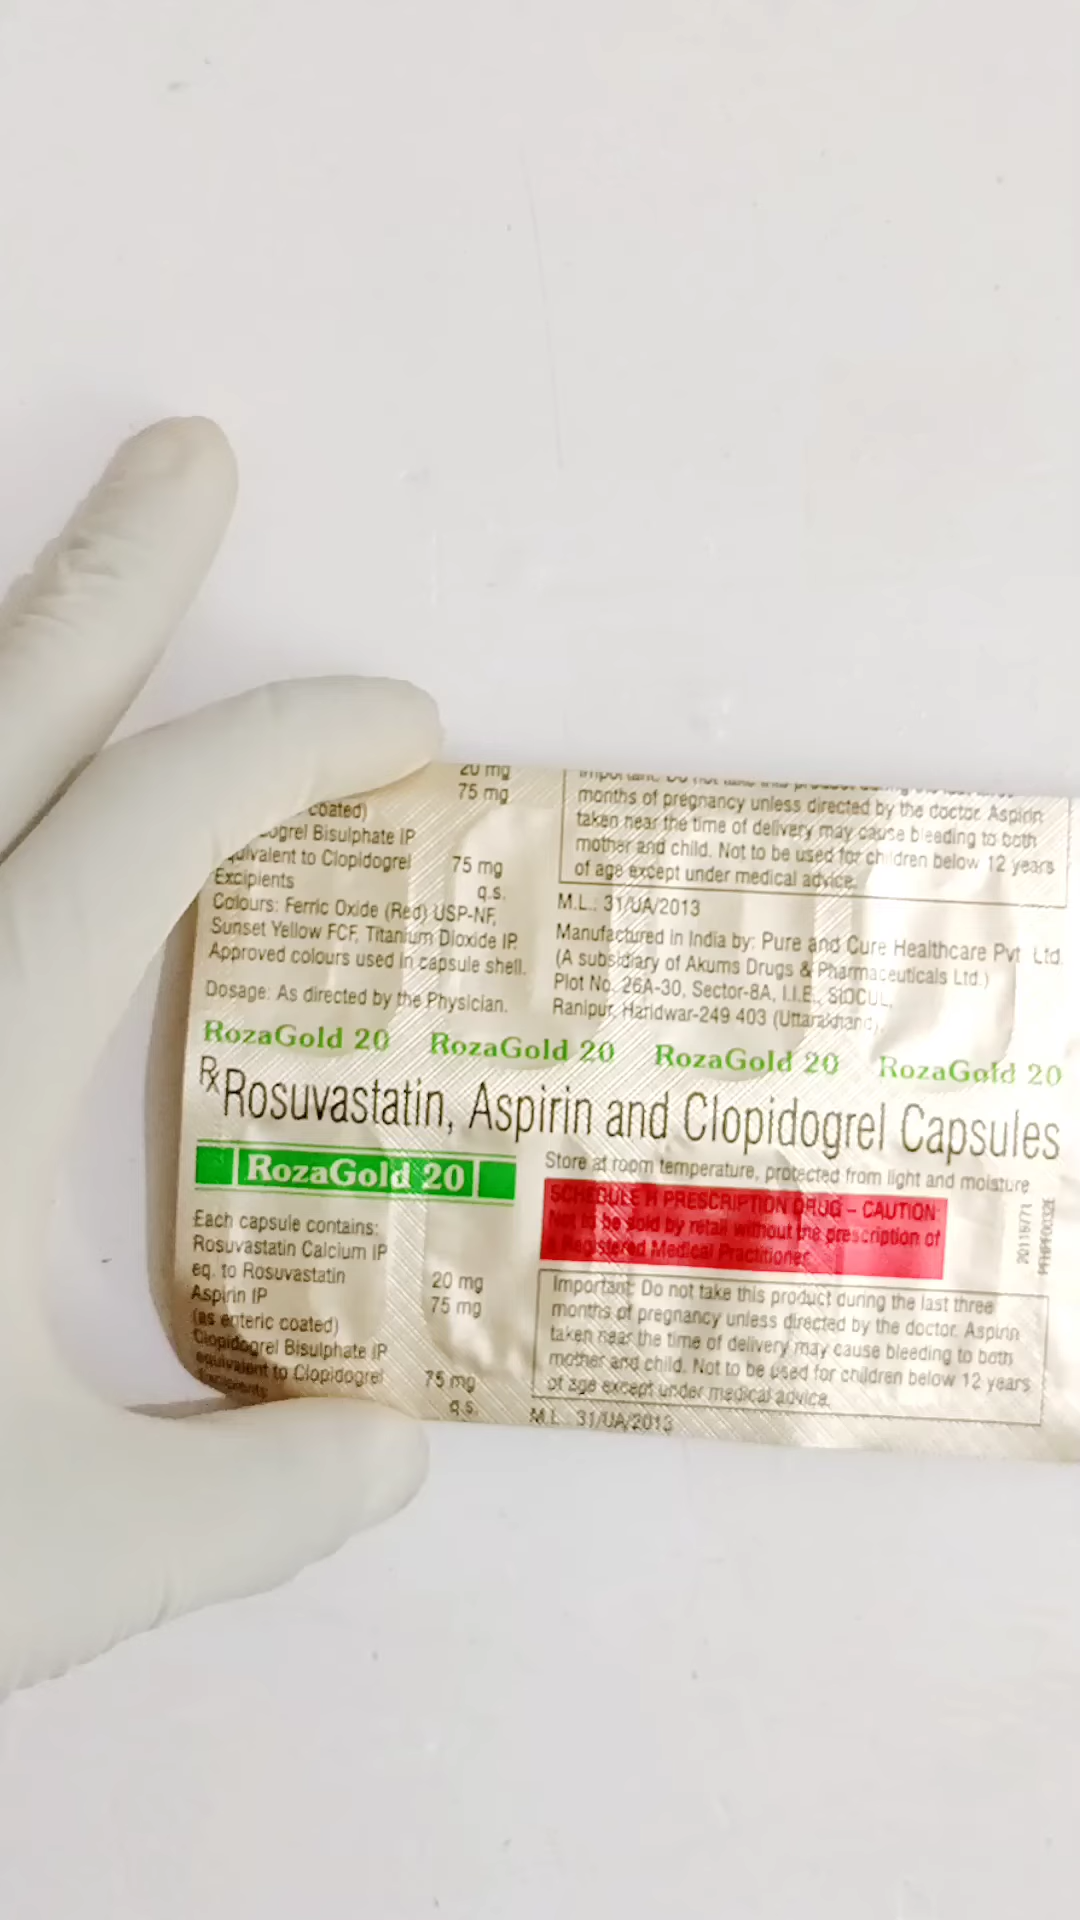 20 mg
75 mg
coated)
ogrel Bisulphate IP
quivalent to Clopidogrel 75 mg
Excipients q.s.
Colours: Ferric Oxide (Red) USP-NF,
Sunset Yellow FCF, Titanium Dioxide IP.
Approved colours used in capsule shell.
Dosage: As directed by the Physician.
months of pregnancy unless directed by the doctor. Aspirin
taken near the time of delivery may cause bleeding to both
mother and child. Not to be used for children below 12 years
of age except under medical advice.
M.L.: 31/UA/2013
Manufactured in India by: Pure and Cure Healthcare Pvt. Ltd.
(A subsidiary of Akums Drugs & Pharmaceuticals Ltd.)
Plot No. 26A-30, Sector-8A, I.I.E., SIDCUL,
Ranipur, Haridwar-249 403 (Uttarakhand).
RozaGold 20 RozaGold 20 RozaGold 20 RozaGold 20
Rx Rosuvastatin, Aspirin and Clopidogrel Capsules
RozaGold 20
Each capsule contains:
Rosuvastatin Calcium IP
eq. to Rosuvastatin 20 mg
Aspirin IP 75 mg
(as enteric coated)
Clopidogrel Bisulphate IP
equivalent to Clopidogrel 75 mg
Excipients q.s.
Store at room temperature, protected from light and moisture
SCHEDULE H PRESCRIPTION DRUG – CAUTION
Not to be sold by retail without the prescription of
a Registered Medical Practitioner.
Important: Do not take this product during the last three
months of pregnancy unless directed by the doctor. Aspirin
taken near the time of delivery may cause bleeding to both
mother and child. Not to be used for children below 12 years
of age except under medical advice.
M.L.: 31/UA/2013